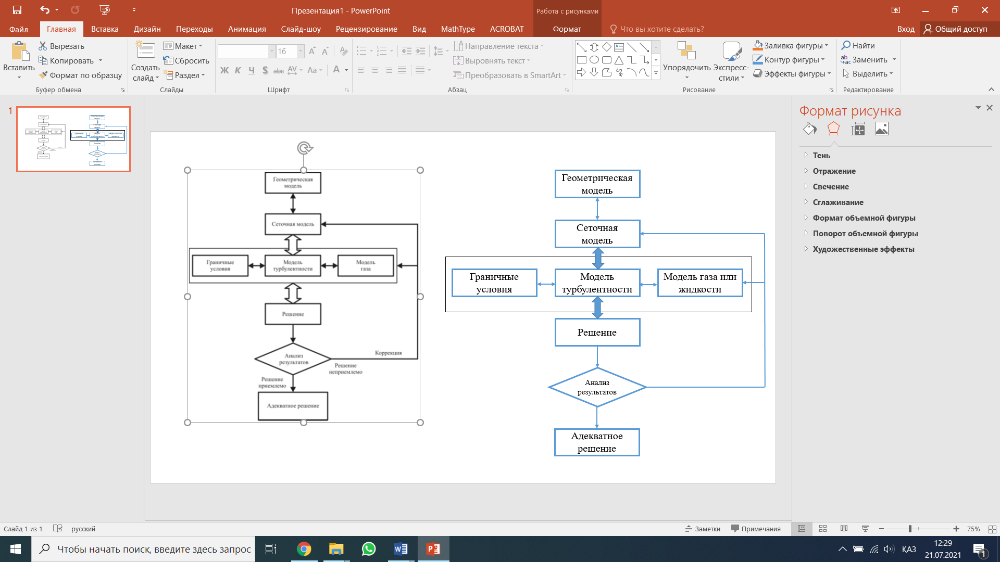 Презентация1 - PowerPoint
Работа с рисунками
Файл
Главная
Вставка
Дизайн
Переходы
Анимация
Слайд-шоу
Рецензирование
Вид
MathType
ACROBAT
Формат
Что вы хотите сделать?
Вход
Общий доступ
Вставить
Вырезать
Копировать
Формат по образцу
Буфер обмена
Создать
слайд
Макет
Сбросить
Раздел
Слайды
16
Ж К Ч S abc AV Aa А
Шрифт
Направление текста
Выровнять текст
Преобразовать в SmartArt
Абзац
Упорядочить
Экспресс-
стили
Заливка фигуры
Контур фигуры
Эффекты фигуры
Рисование
Найти
Заменить
Выделить
Редактирование
1
Геометрическая
модель
Сеточная модель
Граничные
условия
Модель
турбулентности
Модель
газа
Решение
Анализ
результатов
Коррекция
Решение
неприемлемо
Решение
приемлемо
Адекватное решение
Геометрическая
модель
Сеточная
модель
Граничные
условия
Модель
турбулентности
Модель газа или
жидкости
Решение
Анализ
результатов
Адекватное
решение
Формат рисунка
Тень
Отражение
Свечение
Сглаживание
Формат объемной фигуры
Поворот объемной фигуры
Художественные эффекты
Слайд 1 из 1
русский
Заметки
Примечания
75%
Чтобы начать поиск, введите здесь запрос
ҚАЗ
12:29
21.07.2021
1